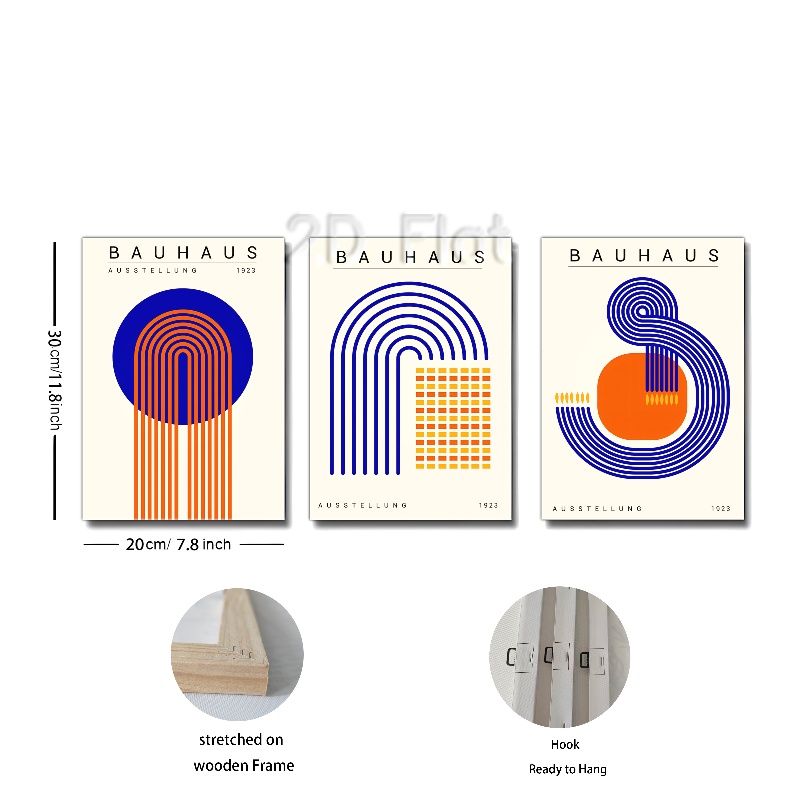 2D Flat
BAUHAUS
AUSSTELLUNG 1923
BAUHAUS
AUSSTELLUNG 1923
BAUHAUS
AUSSTELLUNG 1923
30cm/11.8inch
20cm/ 7.8 inch
stretched on
wooden Frame
Hook
Ready to Hang